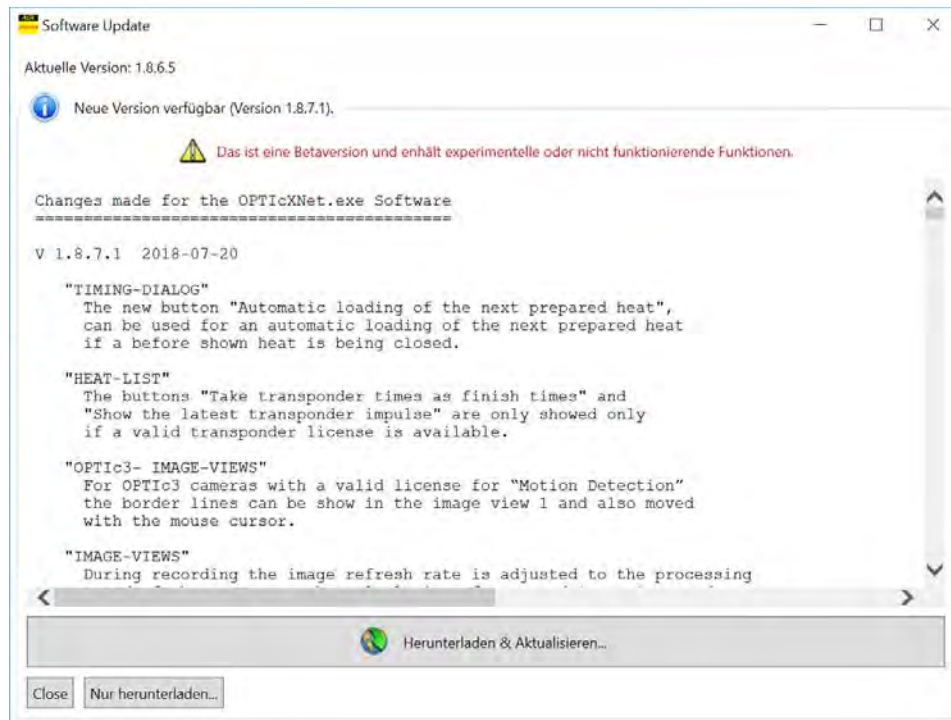 Software Update
Aktuelle Version: 1.8.6.5
Neue Version verfügbar (Version 1.8.7.1).
Das ist eine Betaversion und enhält experimentelle oder nicht funktionierende Funktionen.
Changes made for the OPTIcXNet.exe Software
===========================================
V 1.8.7.1 2018-07-20
"TIMING-DIALOG"
The new button "Automatic loading of the next prepared heat",
can be used for an automatic loading of the next prepared heat
if a before shown heat is being closed.
"HEAT-LIST"
The buttons "Take transponder times as finish times" and
"Show the latest transponder impulse" are only showed only
if a valid transponder license is available.
"OPTIc3- IMAGE-VIEWS"
For OPTIc3 cameras with a valid license for “Motion Detection”
the border lines can be show in the image view 1 and also moved
with the mouse cursor.
"IMAGE-VIEWS"
During recording the image refresh rate is adjusted to the processing
Herunterladen & Aktualisieren...
Close
Nur herunterladen...